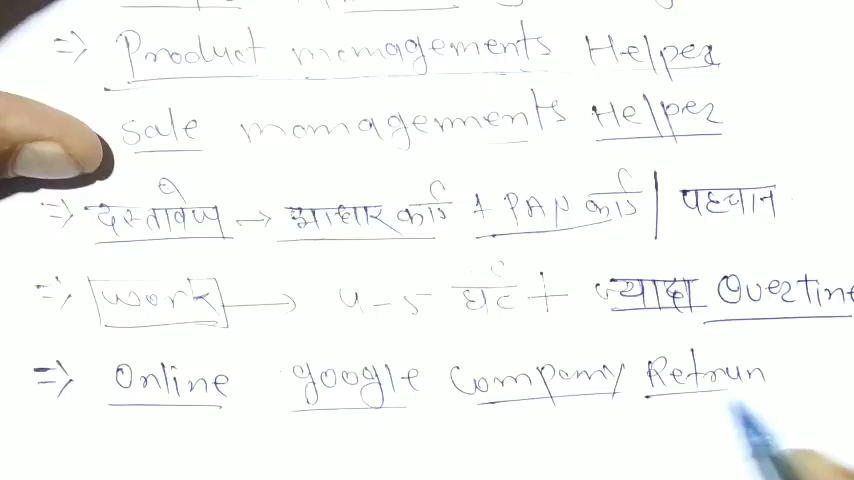 => Product managements Helper
sale managements Helper
=> दस्तावेज → आधार कार्ड + PAN कार्ड | पहचान
=> Work → 4-5 घंटे + ज्यादा Overtime
=> Online google Company Retrun